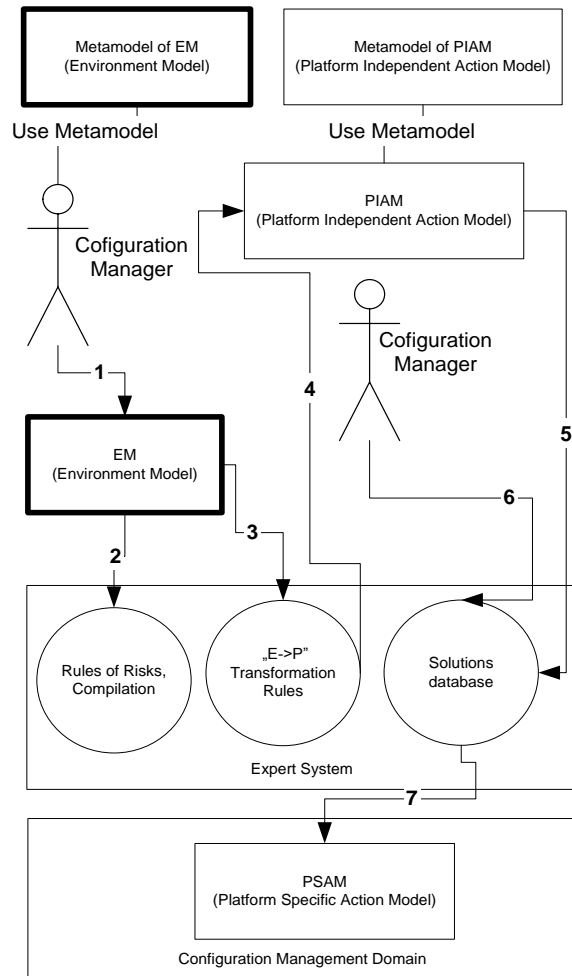 Metamodel of EM
(Environment Model)
Metamodel of PIAM
(Platform Independent Action Model)
Use Metamodel
Use Metamodel
PIAM
(Platform Independent Action Model)
Cofiguration
Manager
Cofiguration
Manager
1
4
5
EM
(Environment Model)
6
2
3
Rules of Risks,
Compilation
„E->P”
Transformation
Rules
Solutions
database
Expert System
7
PSAM
(Platform Specific Action Model)
Configuration Management Domain